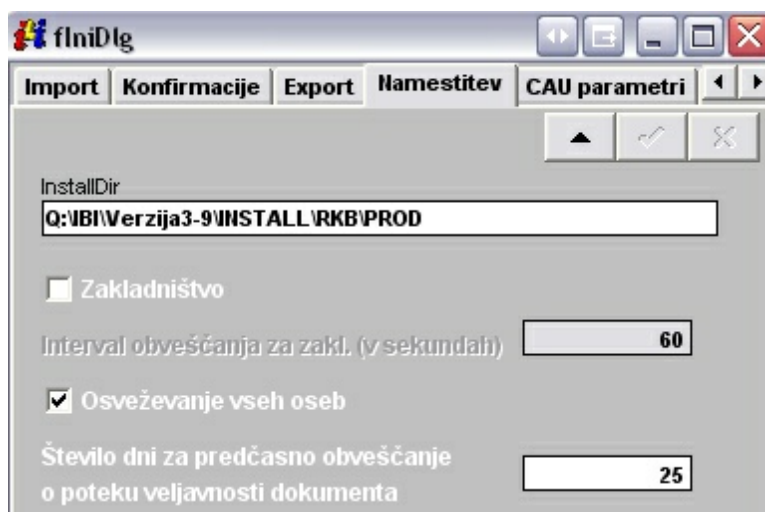 fIniDlg
Import Konfirmacije Export Namestitev CAU parametri
InstallDir
Q:\IBI\Verzija3-9\INSTALL\RKB\PROD
Zakladništvo
Interval obveščanja za zakl. (v sekundah) 60
Osveževanje vseh oseb
Število dni za predčasno obveščanje
o poteku veljavnosti dokumenta 25